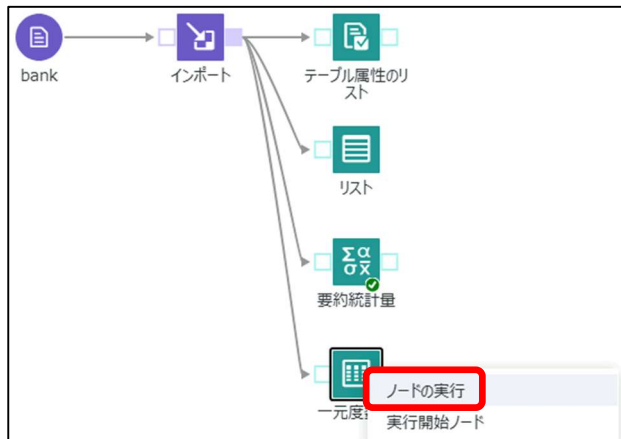 bank
インポート
テーブル属性のリ
スト
リスト
Σα
σx̄
要約統計量
一元度
ノードの実行
実行開始ノード